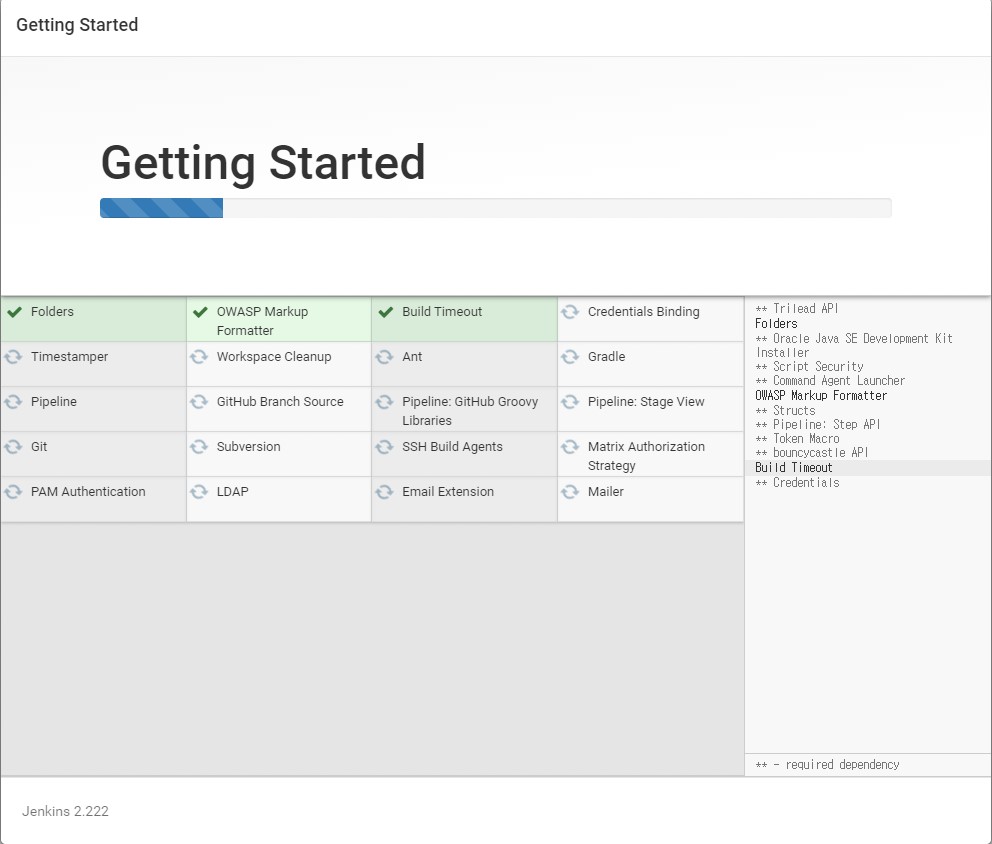 Getting Started
Getting Started
Folders
OWASP Markup
Formatter
Build Timeout
Credentials Binding
Timestamper
Workspace Cleanup
Ant
Gradle
Pipeline
GitHub Branch Source
Pipeline: GitHub Groovy
Libraries
Pipeline: Stage View
Git
Subversion
SSH Build Agents
Matrix Authorization
Strategy
PAM Authentication
LDAP
Email Extension
Mailer
** Trilead API
Folders
** Oracle Java SE Development Kit
Installer
** Script Security
** Command Agent Launcher
OWASP Markup Formatter
** Structs
** Pipeline: Step API
** Token Macro
** bouncycastle API
Build Timeout
** Credentials
** - required dependency
Jenkins 2.222